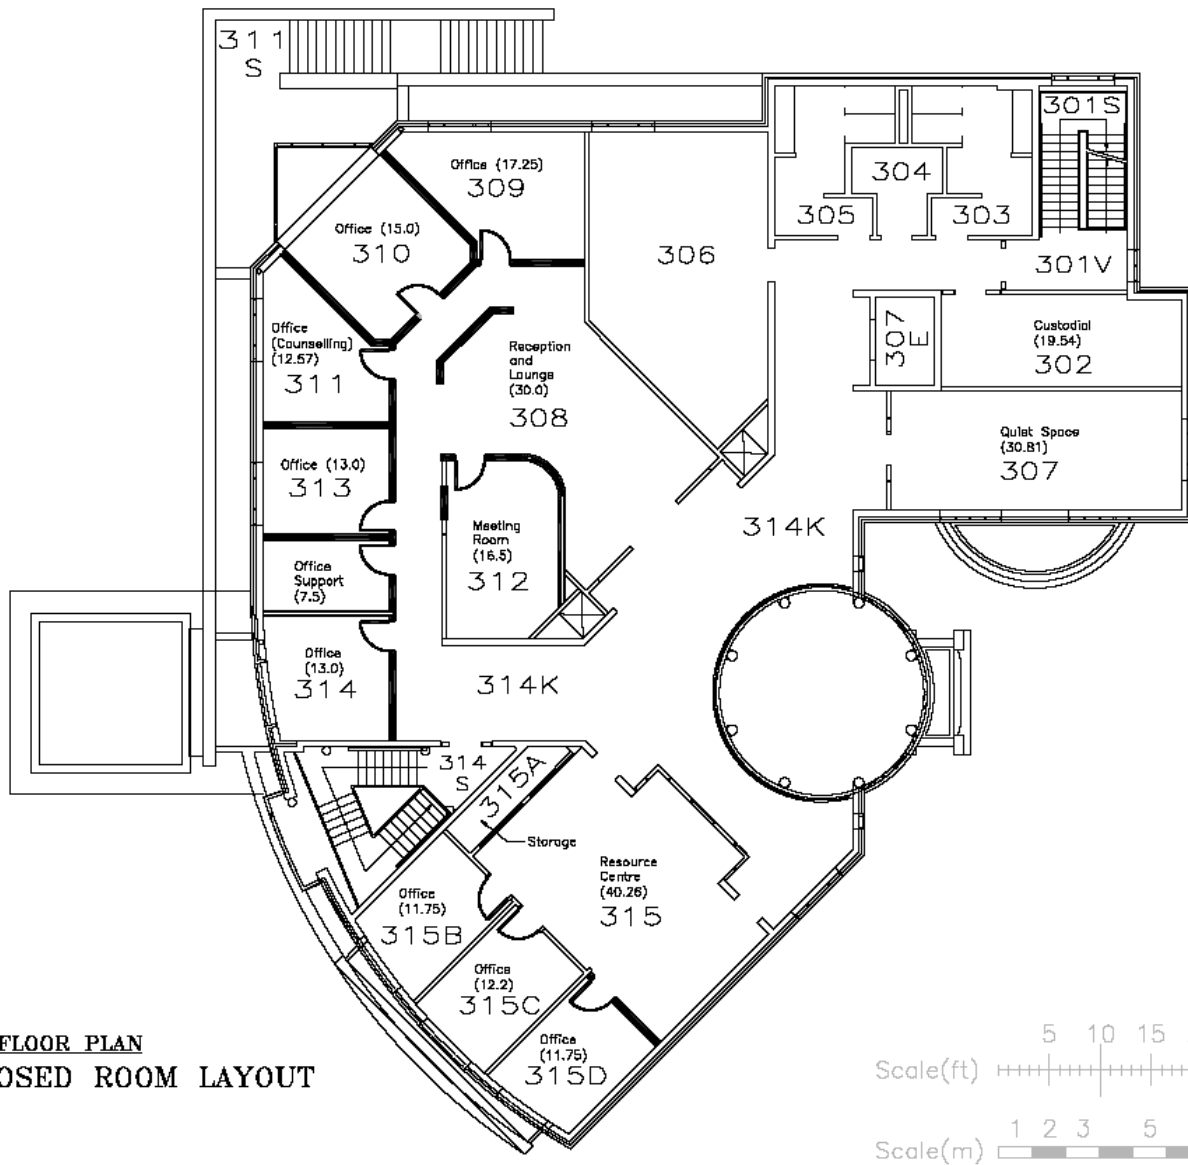 311
S
301S
Office (17.25)
309
304
305
303
Office (15.0)
310
306
301V
Office
(Counselling)
(12.57)
311
Reception
and
Lounge
(30.0)
308
307
E
Custodial
(19.54)
302
Office (13.0)
313
Quiet Space
(30.81)
307
Meeting
Room
(16.5)
312
314K
Office
Support
(7.5)
Office
(13.0)
314
314K
314
S
315A
Storage
Resource
Centre
(40.26)
315
Office
(11.75)
315B
Office
(12.2)
315C
Office
(11.75)
315D
FLOOR PLAN
OSED ROOM LAYOUT
5 10 15
Scale(ft)
1 2 3 5
Scale(m)